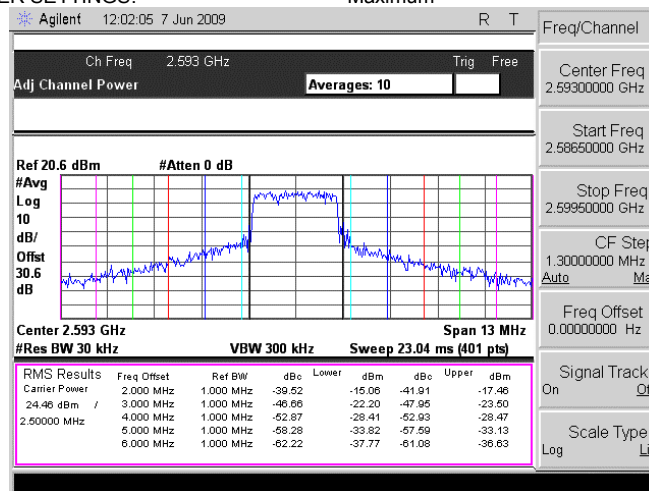 ER SETTINGS: Maximum
Agilent 12:02:05 7 Jun 2009 R T
Freq/Channel
Ch Freq 2.593 GHz Trig Free
Adj Channel Power Averages: 10
Center Freq
2.59300000 GHz
Start Freq
2.58650000 GHz
Stop Freq
2.59950000 GHz
CF Step
1.30000000 MHz
Auto Ma
Freq Offset
0.00000000 Hz
Signal Track
On Of
Scale Type
Log Li
Ref 20.6 dBm #Atten 0 dB
#Avg
Log
10
dB/
Offst
30.6
dB
Center 2.593 GHz Span 13 MHz
#Res BW 30 kHz VBW 300 kHz Sweep 23.04 ms (401 pts)
RMS Results Freq Offset Ref BW dBc Lower dBm dBc Upper dBm
Carrier Power 2.000 MHz 1.000 MHz -39.52 -15.06 -41.91 -17.46
24.46 dBm / 3.000 MHz 1.000 MHz -46.66 -22.20 -47.95 -23.50
2.50000 MHz 4.000 MHz 1.000 MHz -52.87 -28.41 -52.93 -28.47
5.000 MHz 1.000 MHz -58.28 -33.82 -57.59 -33.13
6.000 MHz 1.000 MHz -62.22 -37.77 -61.08 -36.63